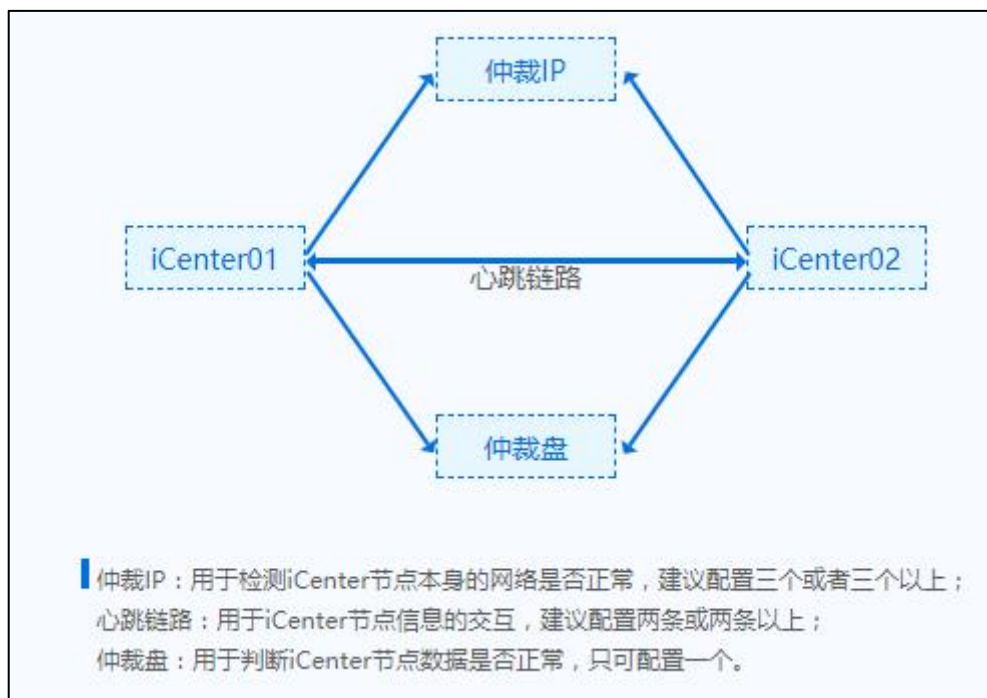 仲裁IP
iCenter01
心跳链路
iCenter02
仲裁盘
仲裁IP：用于检测iCenter节点本身的网络是否正常，建议配置三个或者三个以上；
心跳链路：用于iCenter节点信息的交互，建议配置两条或两条以上；
仲裁盘：用于判断iCenter节点数据是否正常，只可配置一个。